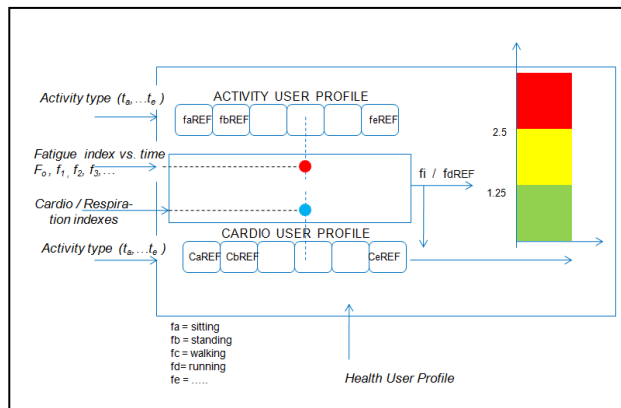 ACTIVITY USER PROFILE
Activity type (ta,...te )
faREF fbREF feREF
2.5
Fatigue index vs. time
Fo, f1, f2, f3,...
fi / fdREF
1.25
Cardio / Respira-
tion indexes
CARDIO USER PROFILE
Activity type (ta,...te )
CaREF CbREF CeREF
fa = sitting
fb = standing
fc = walking
fd= running
fe = .....
Health User Profile